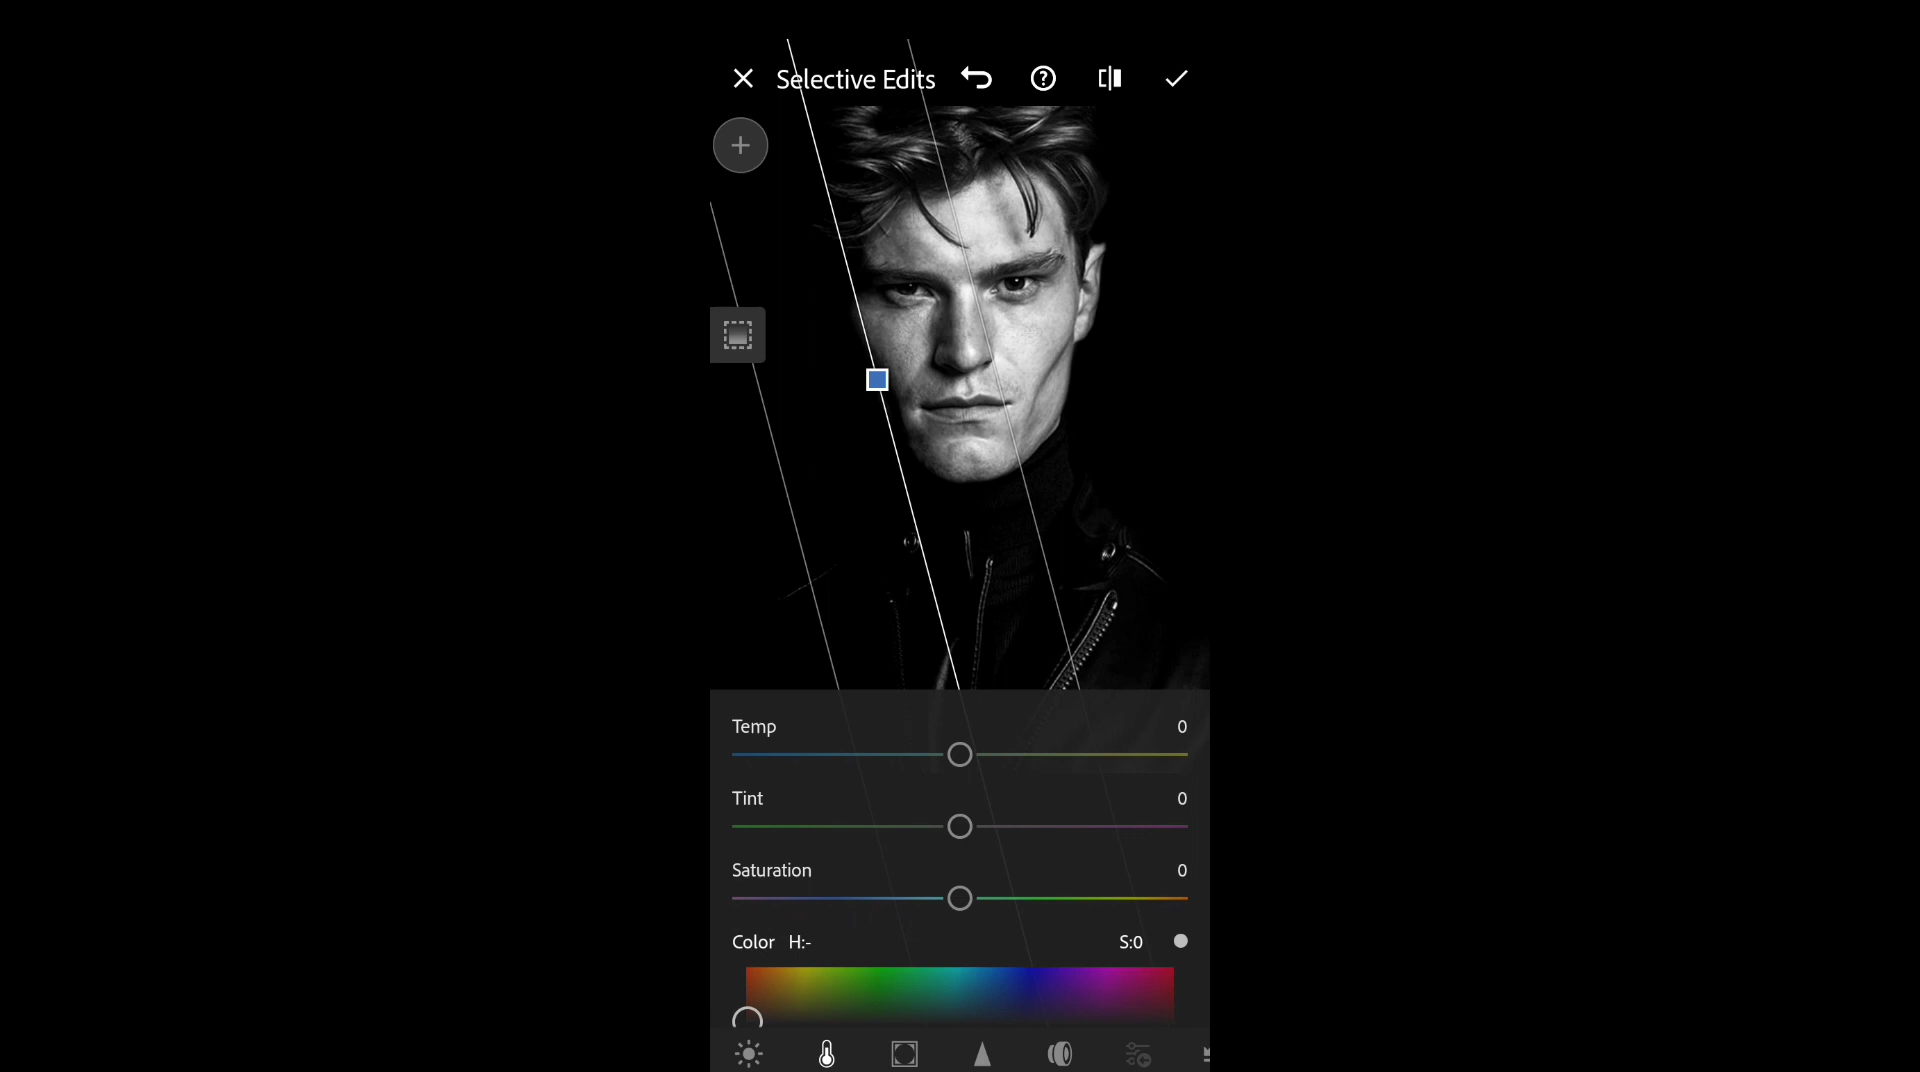 Selective Edits
Temp 0
Tint 0
Saturation 0
Color H:- S:0